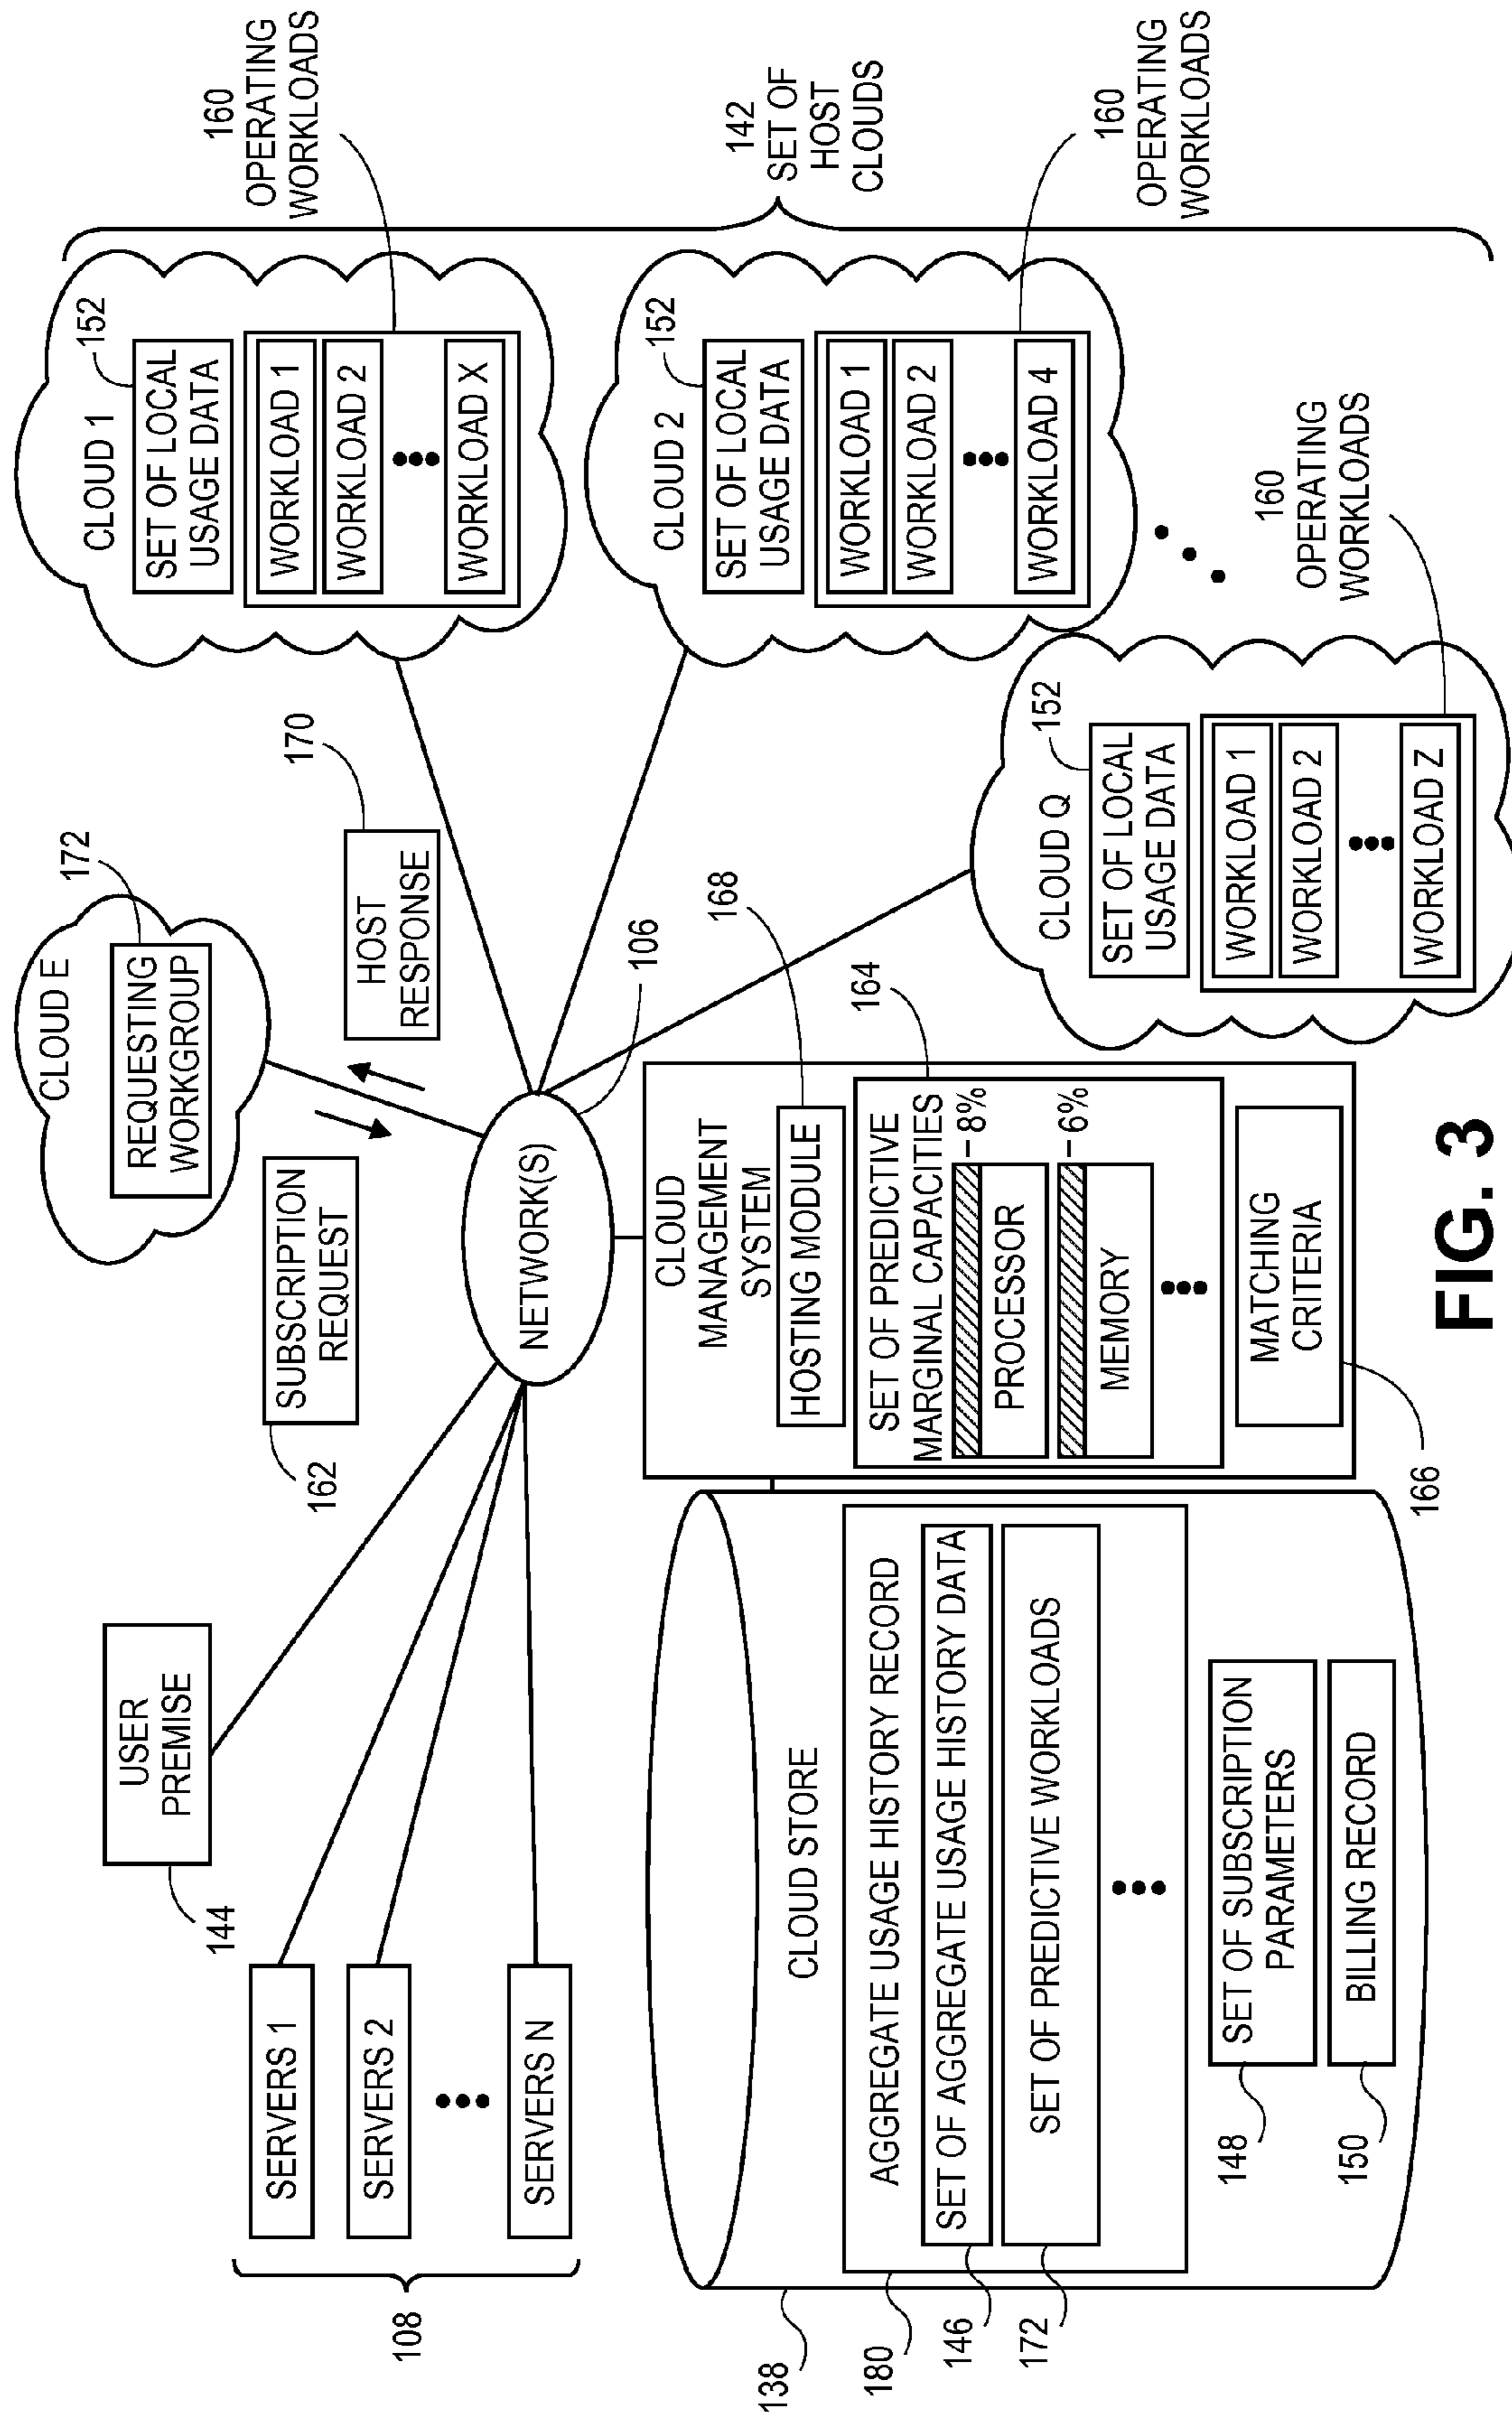 108
SERVERS 1
SERVERS 2
SERVERS N
144
USER
PREMISE
162
SUBSCRIPTION
REQUEST
CLOUD E
172
REQUESTING
WORKGROUP
170
HOST
RESPONSE
NETWORK(S)
106
CLOUD 1
152
SET OF LOCAL
USAGE DATA
WORKLOAD 1
WORKLOAD 2
WORKLOAD X
160
OPERATING
WORKLOADS
CLOUD 2
152
SET OF LOCAL
USAGE DATA
WORKLOAD 1
WORKLOAD 2
WORKLOAD 4
142
SET OF
HOST
CLOUDS
160
OPERATING
WORKLOADS
CLOUD Q
152
SET OF LOCAL
USAGE DATA
WORKLOAD 1
WORKLOAD 2
WORKLOAD Z
160
OPERATING
WORKLOADS
138
CLOUD STORE
180
AGGREGATE USAGE HISTORY RECORD
146
SET OF AGGREGATE USAGE HISTORY DATA
172
SET OF PREDICTIVE WORKLOADS
148
SET OF SUBSCRIPTION
PARAMETERS
150
BILLING RECORD
CLOUD
MANAGEMENT
SYSTEM
168
HOSTING MODULE
164
SET OF PREDICTIVE
MARGINAL CAPACITIES
– 8%
PROCESSOR
– 6%
MEMORY
166
MATCHING
CRITERIA
FIG. 3